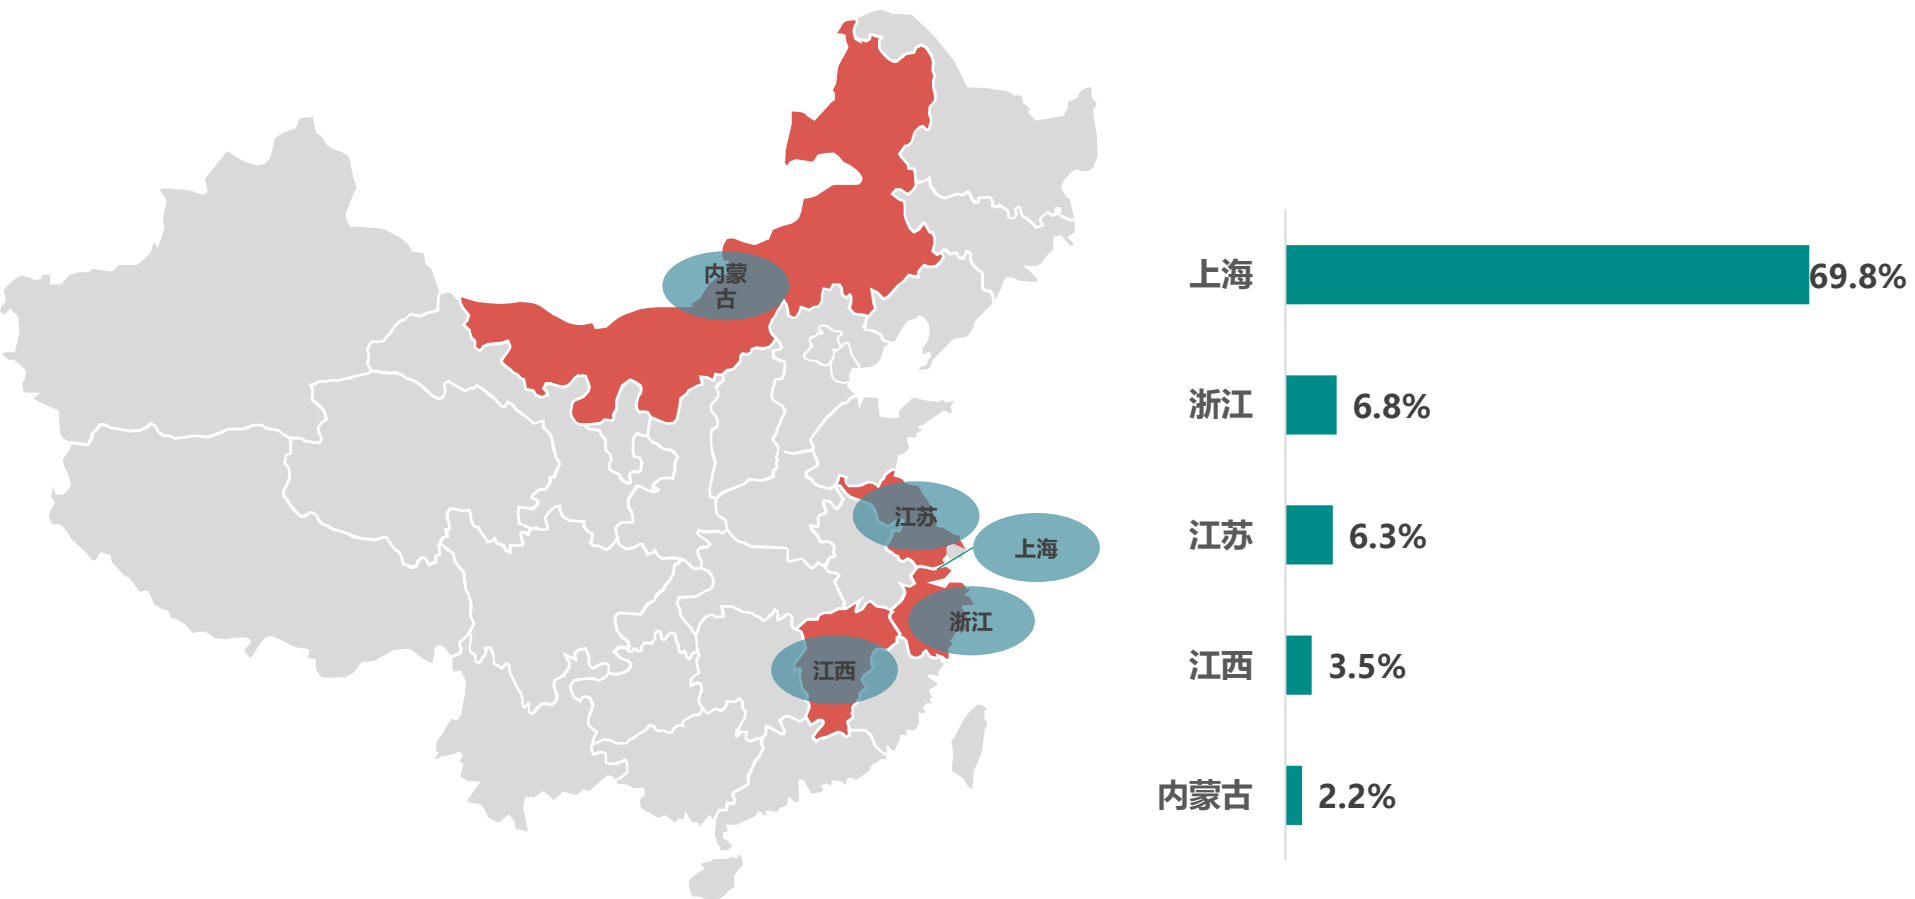 内蒙
古
江苏
上海
浙江
江西
上海 69.8%
浙江 6.8%
江苏 6.3%
江西 3.5%
内蒙古 2.2%